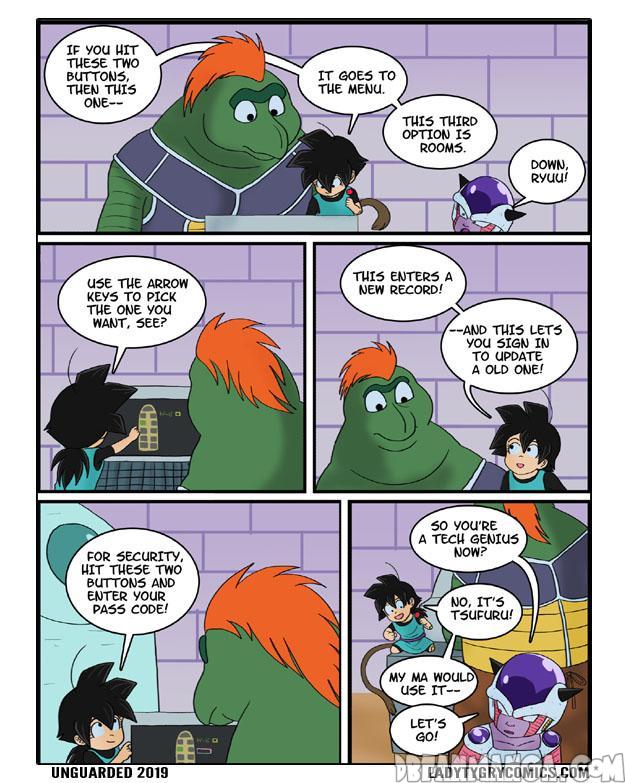 IF YOU HIT
THESE TWO
BUTTONS,
THEN THIS
ONE--
IT GOES TO
THE MENU.
THIS THIRD
OPTION IS
ROOMS.
DOWN,
RYUU!
USE THE ARROW
KEYS TO PICK
THE ONE YOU
WANT, SEE?
THIS ENTERS A
NEW RECORD!
--AND THIS LETS
YOU SIGN IN
TO UPDATE
A OLD ONE!
FOR SECURITY,
HIT THESE TWO
BUTTONS AND
ENTER YOUR
PASS CODE!
SO YOU'RE
A TECH GENIUS
NOW?
NO, IT'S
TSUFURU!
MY MA WOULD
USE IT--
LET'S
GO!
UNGUARDED 2019
LADYTYGRYCOMICS.COM
DBEANMANGA.COM